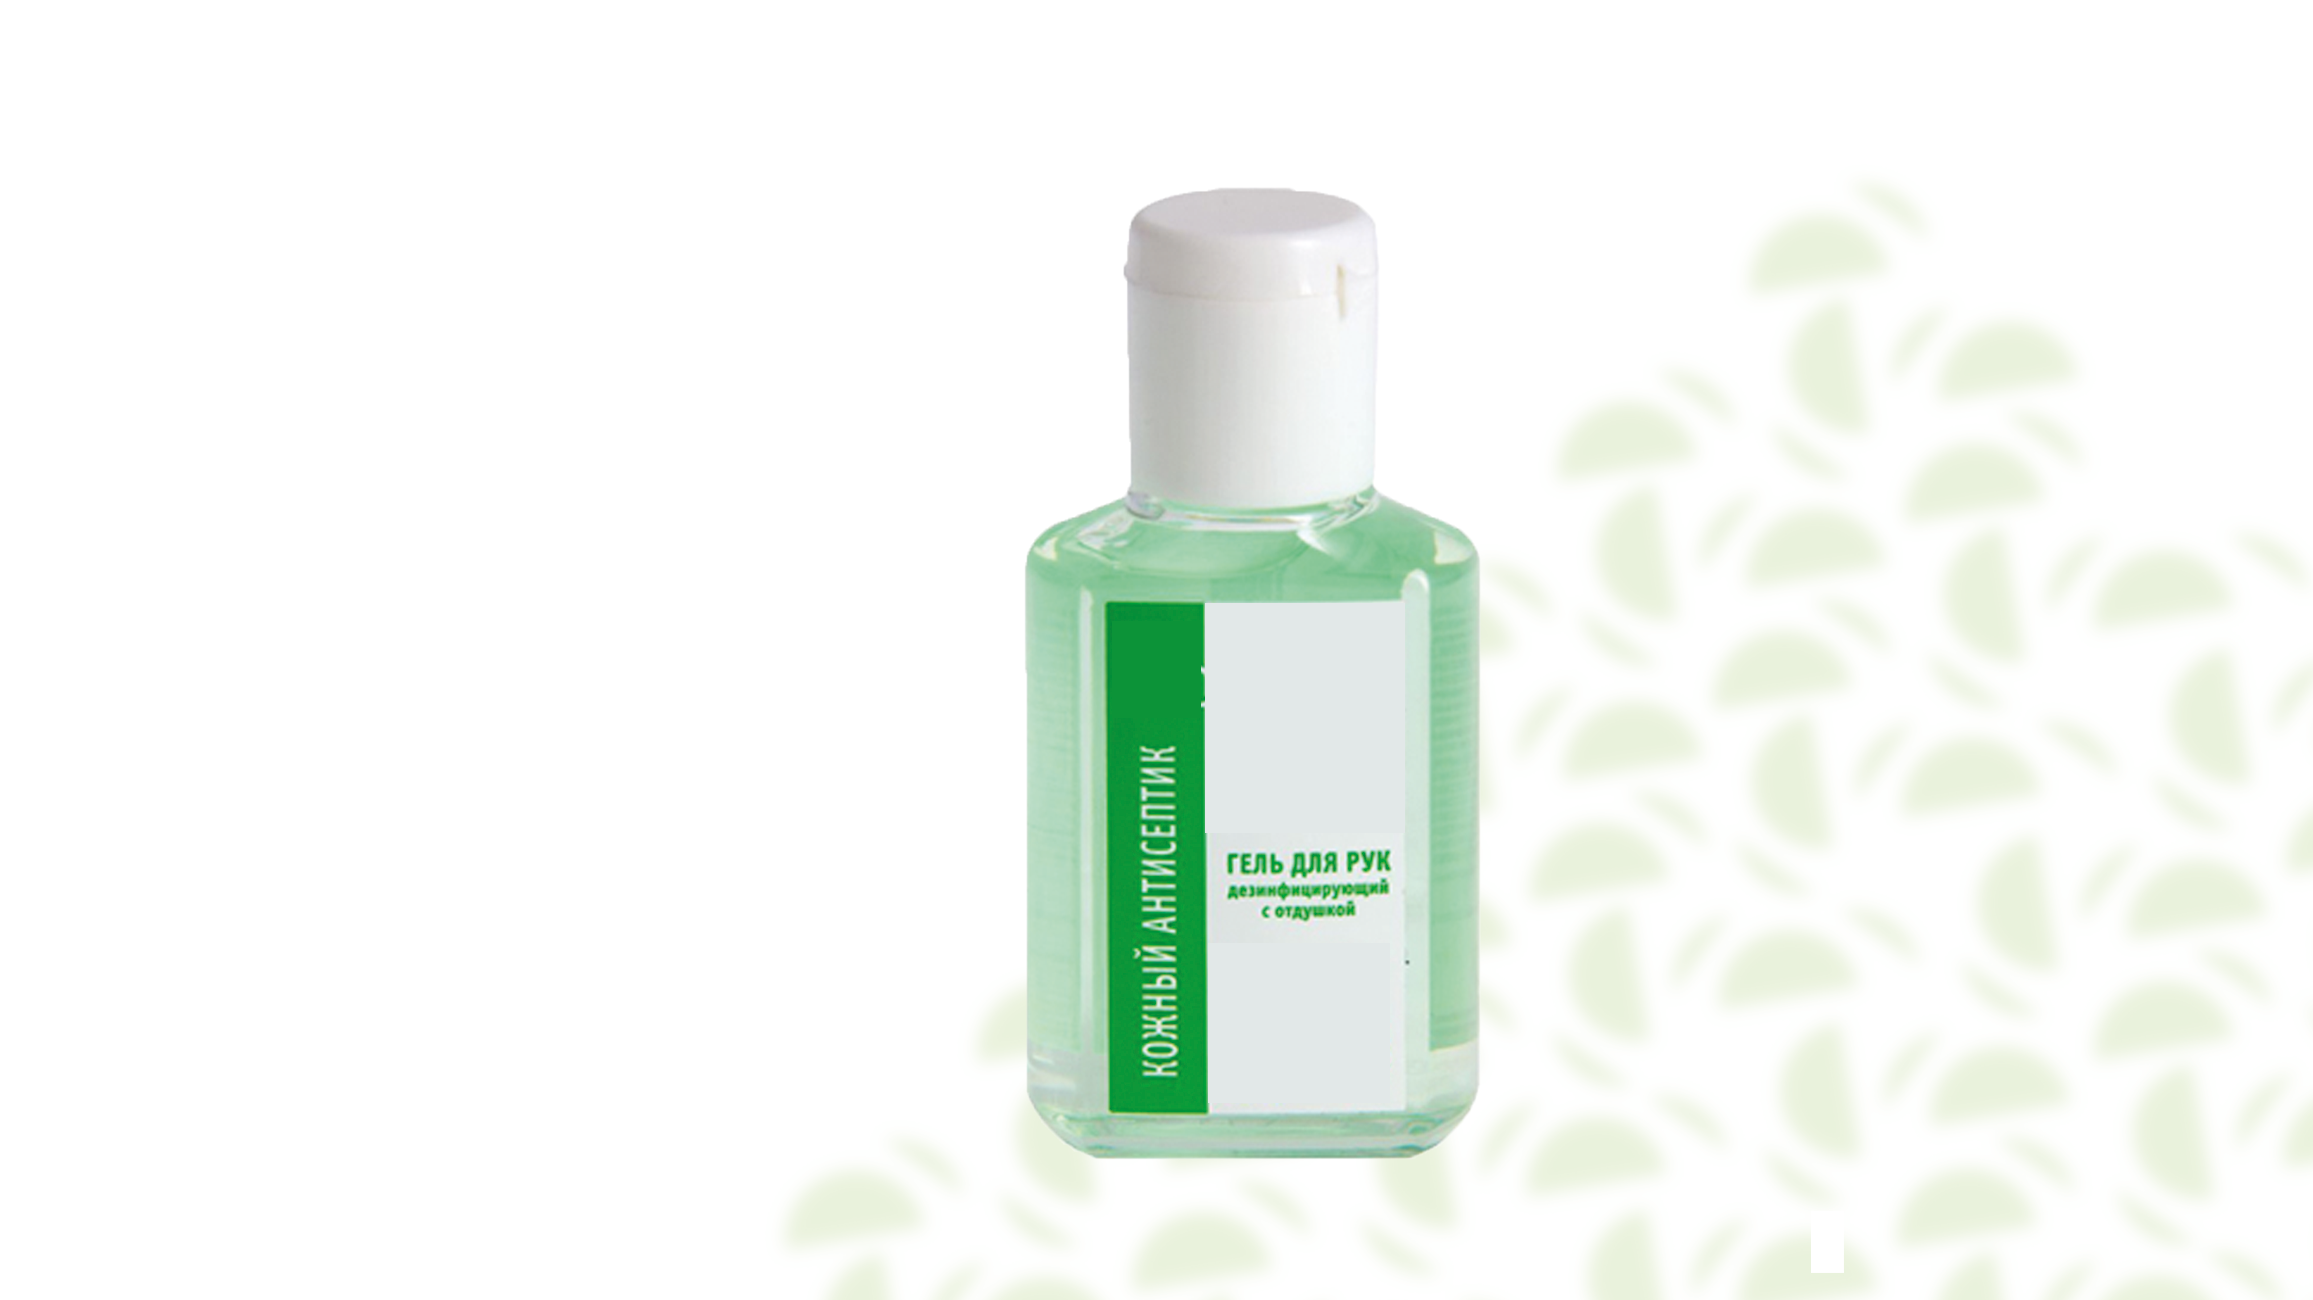 КОЖНЫЙ АНТИСЕПТИК
ГЕЛЬ ДЛЯ РУК
дезинфицирующий
с отдушкой